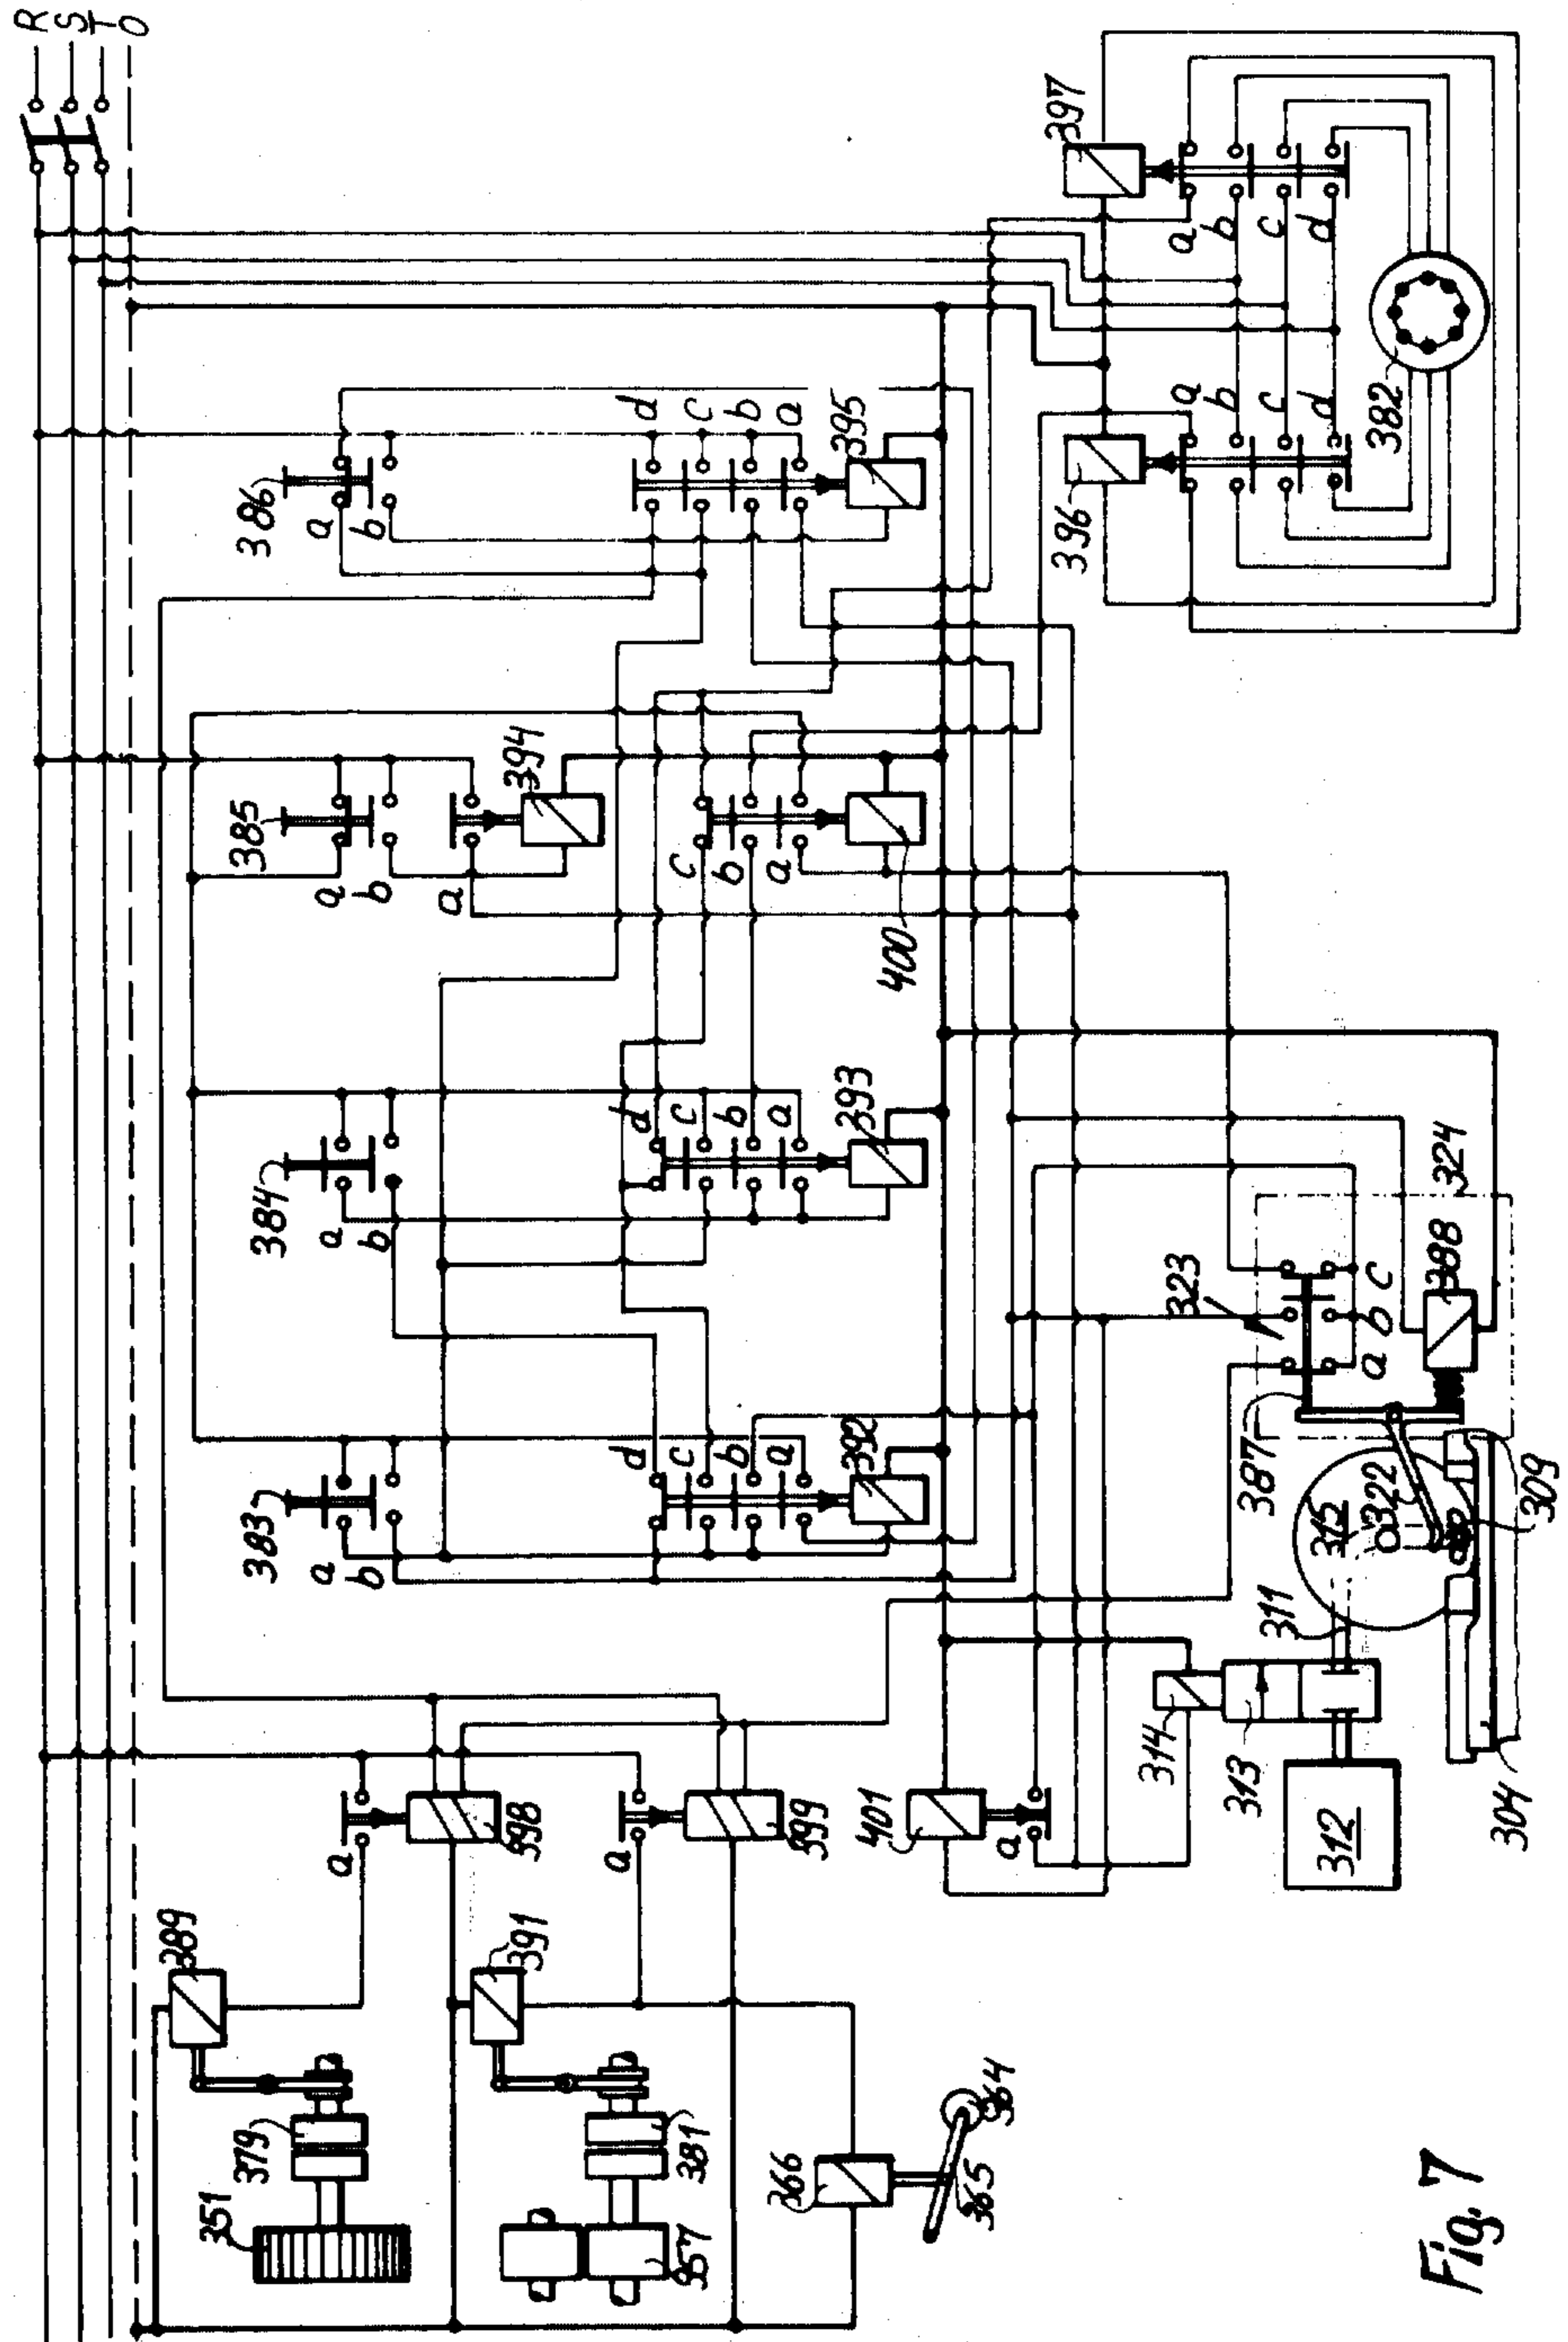 R
S
T
O
397
a
b
c
d
386
a
b
d
c
b
a
395
396
a
b
c
d
382
385
a
b
a
394
c
b
a
400
384
a
b
d
c
b
a
393
324
323
388
a
b
c
387
383
a
b
d
c
b
a
392
315
322
309
311
314
313
312
304
a
398
a
399
401
a
389
391
379
351
381
357
366
365
364
Fig. 7